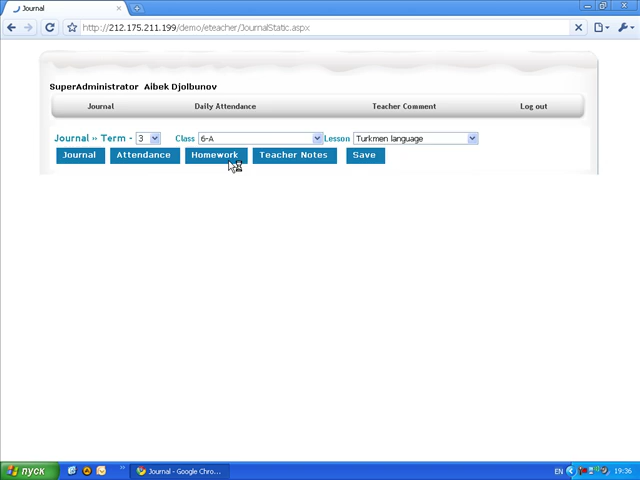 Journal
http://212.175.211.199/demo/eteacher/JournalStatic.aspx
SuperAdministrator Aibek Djolbunov
Journal Daily Attendance Teacher Comment Log out
Journal » Term - 3 Class 6-A Lesson Turkmen language
Journal Attendance Homework Teacher Notes Save
пуск » Journal - Google Chro... EN 19:36